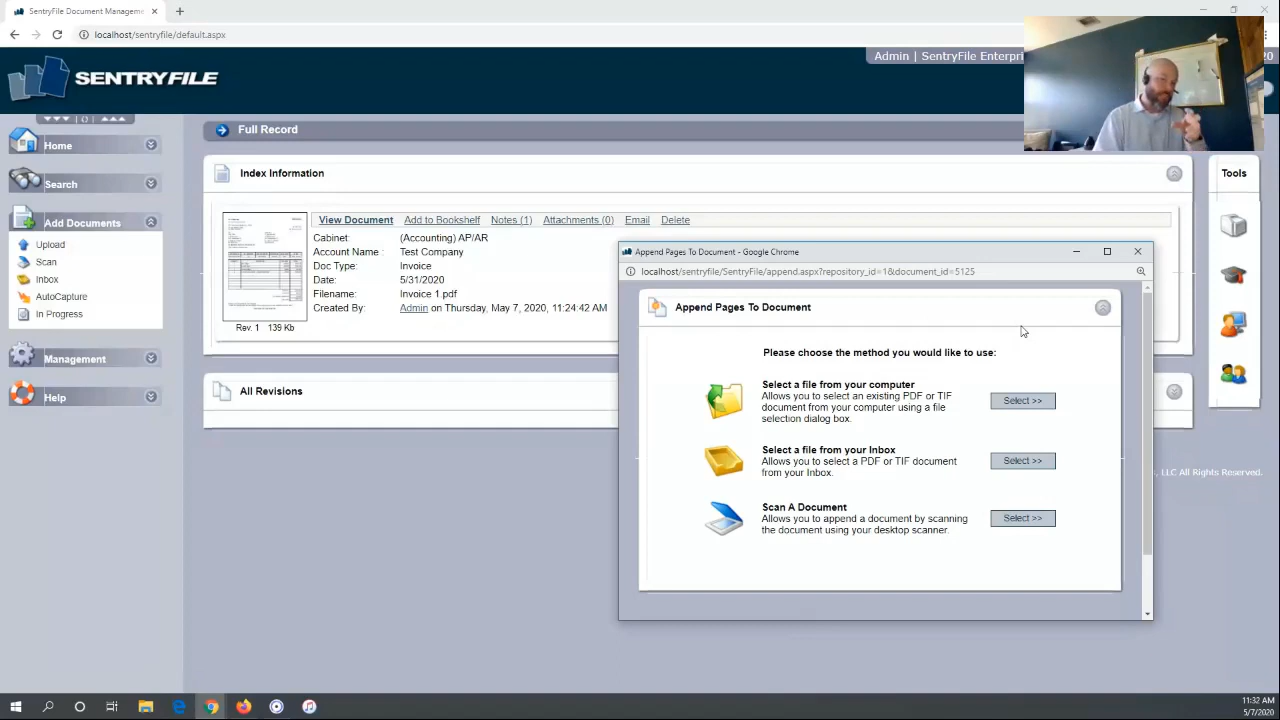 SentryFile Document Manageme
localhost/sentryfile/default.aspx
SENTRYFILE
Admin | SentryFile Enterpri
20
Home
Search
Add Documents
Upload
Scan
Inbox
AutoCapture
In Progress
Management
Help
Full Record
Index Information
View Document Add to Bookshelf Notes (1) Attachments (0) Email Delete
Cabinet: (Accounting) AP/AR
Account Name : Test Company
Doc Type: Invoice
Date: 5/31/2020
Filename: Invoice 1.pdf
Created By: Admin on Thursday, May 7, 2020, 11:24:42 AM
Rev. 1 139 Kb
All Revisions
Tools
, LLC All Rights Reserved.
Append Pages To Document - Google Chrome
localhost/sentryfile/SentryFile/append.aspx?repository_id=1&document_id=5125
Append Pages To Document
Please choose the method you would like to use:
Select a file from your computer
Allows you to select an existing PDF or TIF
document from your computer using a file
selection dialog box.
Select >>
Select a file from your Inbox
Allows you to select a PDF or TIF document
from your Inbox.
Select >>
Scan A Document
Allows you to append a document by scanning
the document using your desktop scanner.
Select >>
11:32 AM
5/7/2020